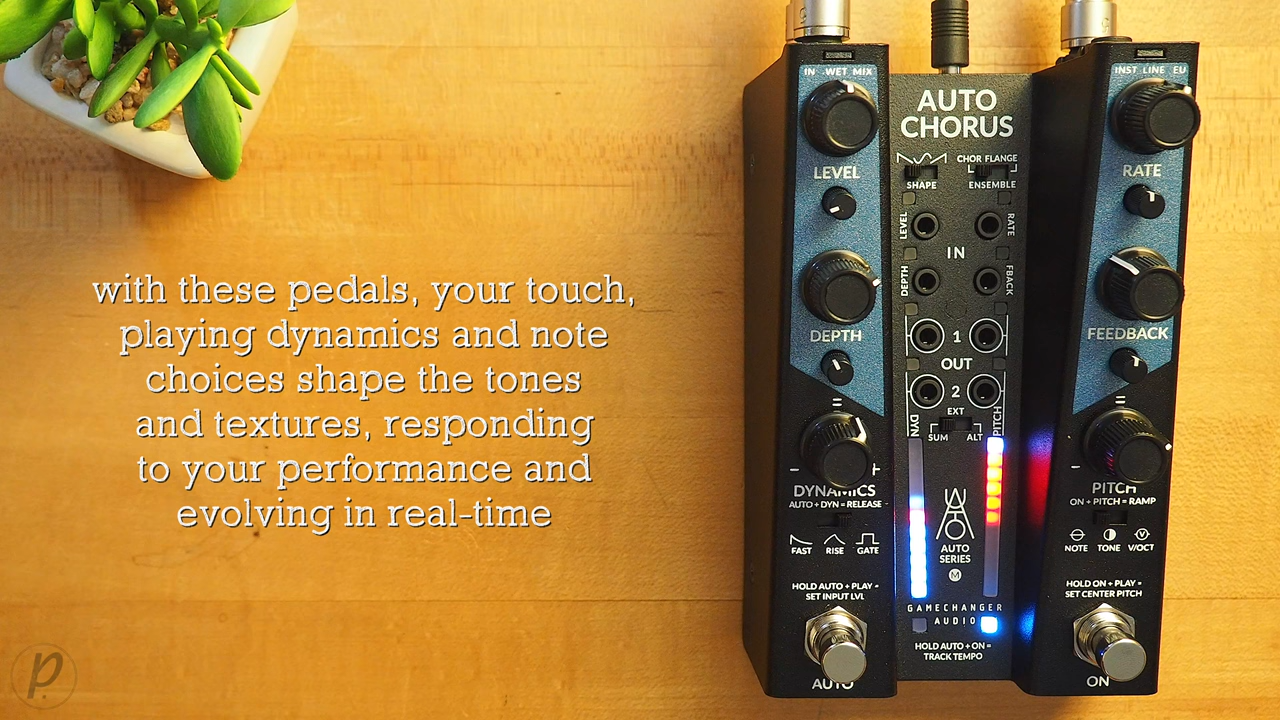 with these pedals, your touch,
playing dynamics and note
choices shape the tones
and textures, responding
to your performance and
evolving in real-time
p.
IN WET MIX
LEVEL
DEPTH
DYNAMICS
AUTO + DYN = RELEASE
FAST RISE GATE
HOLD AUTO + PLAY =
SET INPUT LVL
AUTO
AUTO
CHORUS
CHOR FLANGE
SHAPE ENSEMBLE
LEVEL RATE
IN
DEPTH FBACK
1
OUT
2
EXT
DYN PITCH
SUM ALT
AUTO
SERIES
M
GAMECHANGER
AUDIO
HOLD AUTO + ON =
TRACK TEMPO
INST LINE EU
RATE
FEEDBACK
PITCH
ON + PITCH = RAMP
NOTE TONE V/OCT
HOLD ON + PLAY =
SET CENTER PITCH
ON